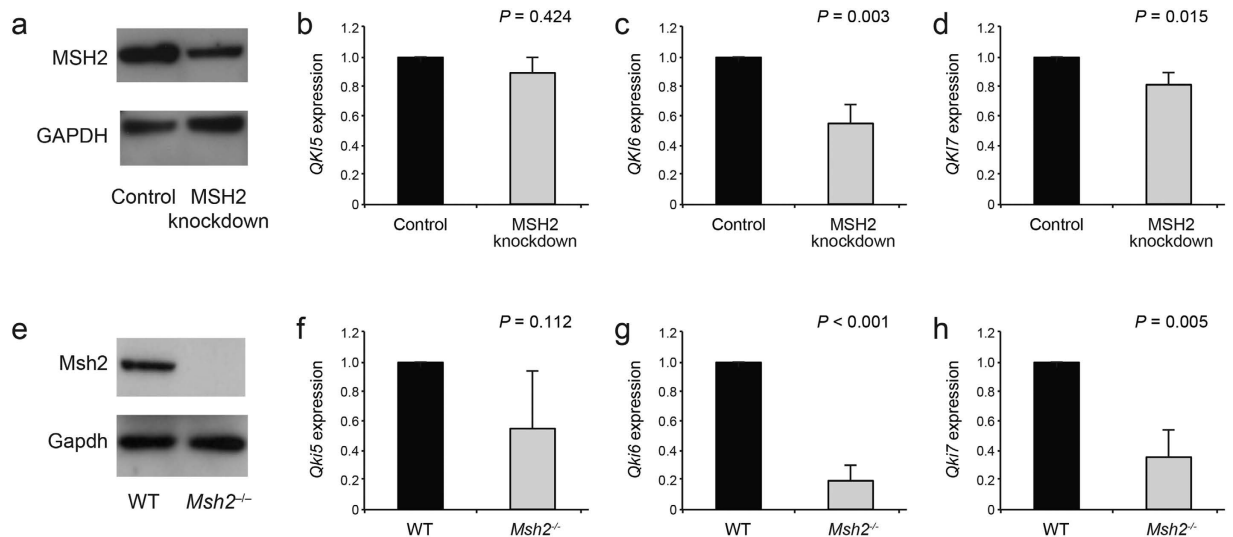 a
MSH2
GAPDH
Control MSH2
knockdown
b
P = 0.424
QKI5 expression
1.2
1.0
0.8
0.6
0.4
0.2
0
Control
MSH2
knockdown
c
P = 0.003
QKI6 expression
1.2
1.0
0.8
0.6
0.4
0.2
0
Control
MSH2
knockdown
d
P = 0.015
QKI7 expression
1.2
1.0
0.8
0.6
0.4
0.2
0
Control
MSH2
knockdown
e
Msh2
Gapdh
WT Msh2–/–
f
P = 0.112
Qki5 expression
1.2
1.0
0.8
0.6
0.4
0.2
0
WT
Msh2-/-
g
P < 0.001
Qki6 expression
1.2
1.0
0.8
0.6
0.4
0.2
0
WT
Msh2-/-
h
P = 0.005
Qki7 expression
1.2
1.0
0.8
0.6
0.4
0.2
0
WT
Msh2-/-